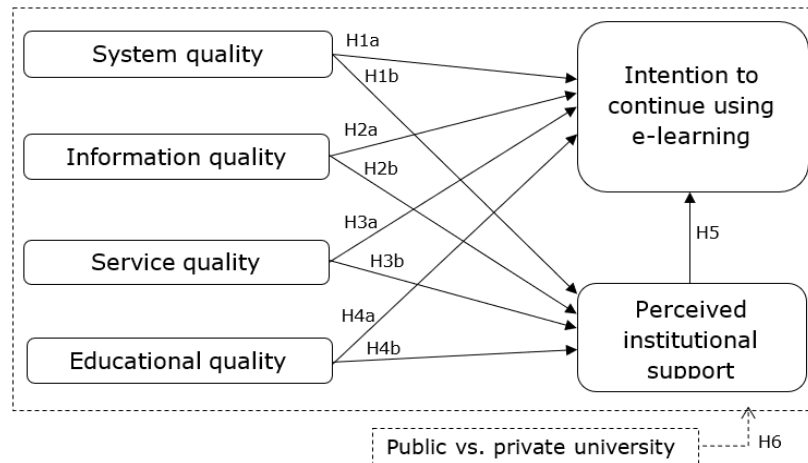 System quality
Information quality
Service quality
Educational quality
H1a
H1b
H2a
H2b
H3a
H3b
H4a
H4b
Intention to
continue using
e-learning
H5
Perceived
institutional
support
Public vs. private university
H6